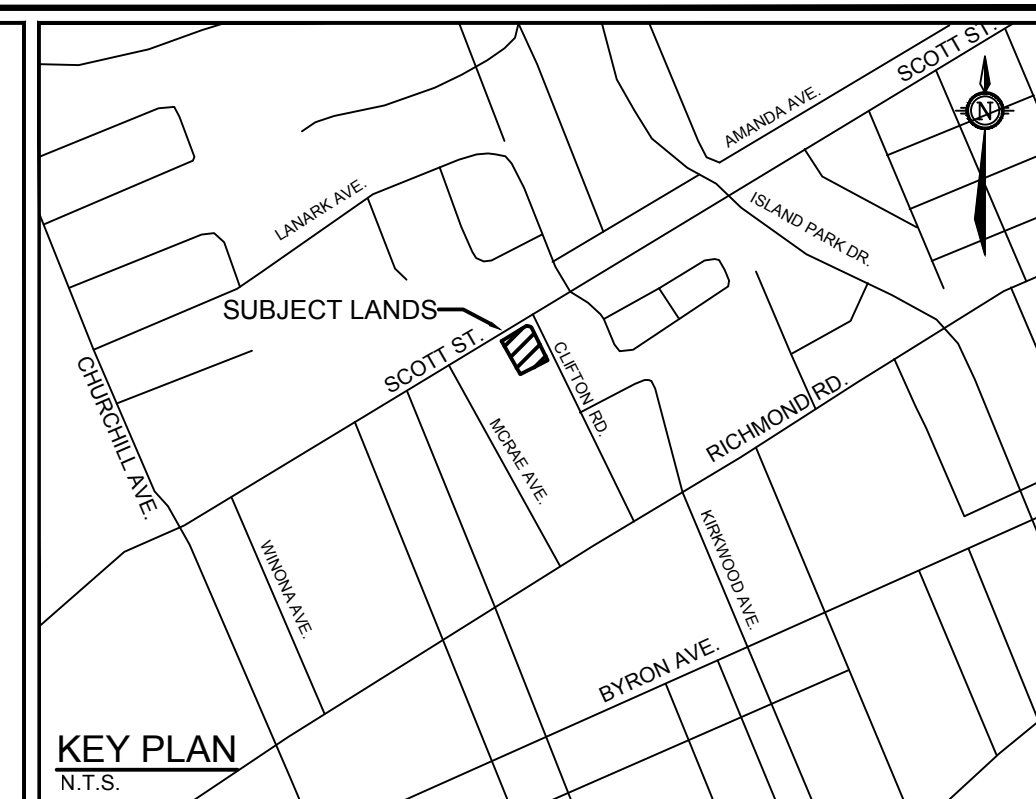 SCOTT ST.
AMANDA AVE.
N
LANARK AVE.
ISLAND PARK DR.
SUBJECT LANDS
SCOTT ST.
CLIFTON RD.
CHURCHILL AVE.
RICHMOND RD.
MCRAE AVE.
KIRKWOOD AVE.
WINONA AVE.
BYRON AVE.
KEY PLAN
N.T.S.